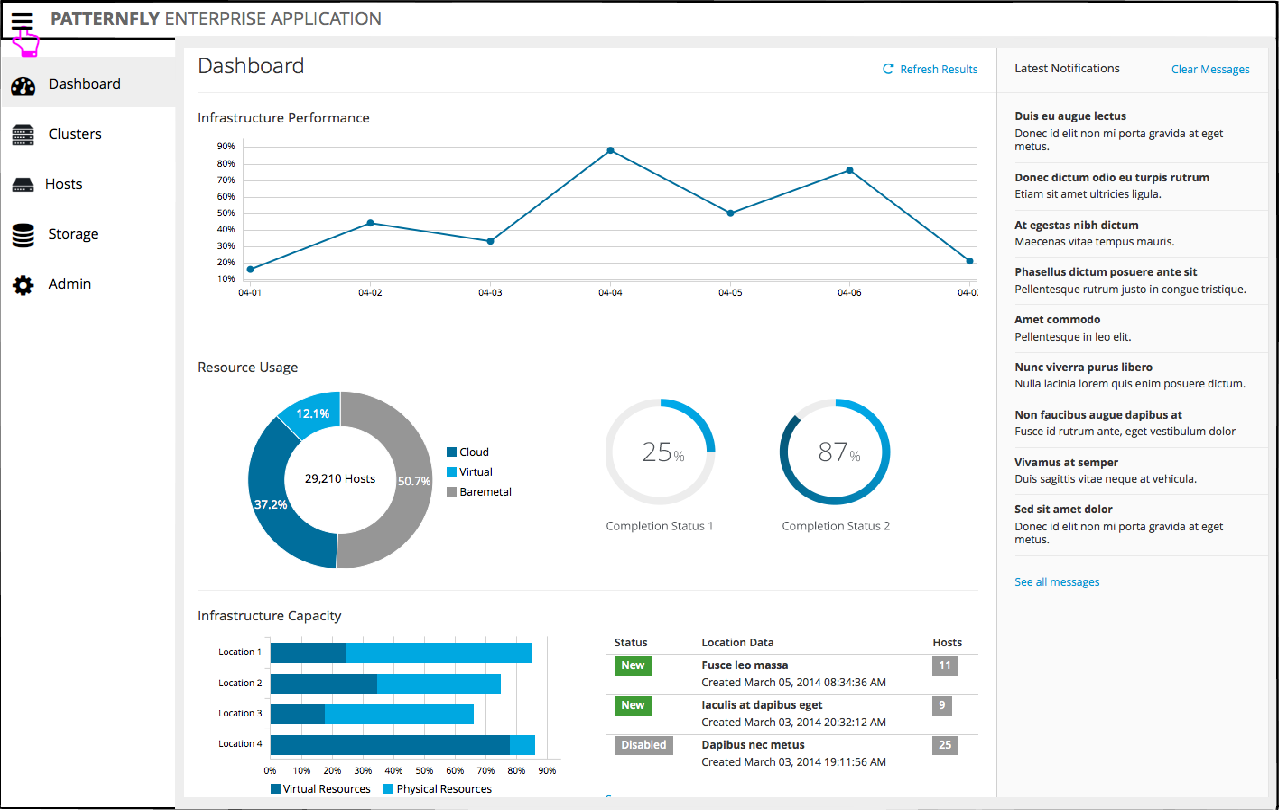 PATTERNFLY ENTERPRISE APPLICATION
Dashboard
Clusters
Hosts
Storage
Admin
Dashboard
Refresh Results
Infrastructure Performance
90%
80%
70%
60%
50%
40%
30%
20%
10%
04-01 04-02 04-03 04-04 04-05 04-06
Resource Usage
12.1%
50.7%
37.2%
29,210 Hosts
Cloud
Virtual
Baremetal
25%
Completion Status 1
87%
Completion Status 2
Infrastructure Capacity
Location 1
Location 2
Location 3
Location 4
0% 10% 20% 30% 40% 50% 60% 70% 80% 90%
Virtual Resources Physical Resources
Status Location Data Hosts
New Fusce leo massa 11
Created March 05, 2014 08:34:36 AM
New Iaculis at dapibus eget 9
Created March 03, 2014 20:32:12 AM
Disabled Dapibus nec metus 25
Created March 03, 2014 19:11:56 AM
Latest Notifications
Clear Messages
Duis eu augue lectus
Donec id elit non mi porta gravida at eget
metus.
Donec dictum odio eu turpis rutrum
Etiam sit amet ultricies ligula.
At egestas nibh dictum
Maecenas vitae tempus mauris.
Phasellus dictum posuere ante sit
Pellentesque rutrum justo in congue tristique.
Amet commodo
Pellentesque in leo elit.
Nunc viverra purus libero
Nulla lacinia lorem quis enim posuere dictum.
Non faucibus augue dapibus at
Fusce id rutrum ante, eget vestibulum dolor
Vivamus at semper
Duis sagittis vitae neque at vehicula.
Sed sit amet dolor
Donec id elit non mi porta gravida at eget
metus.
See all messages